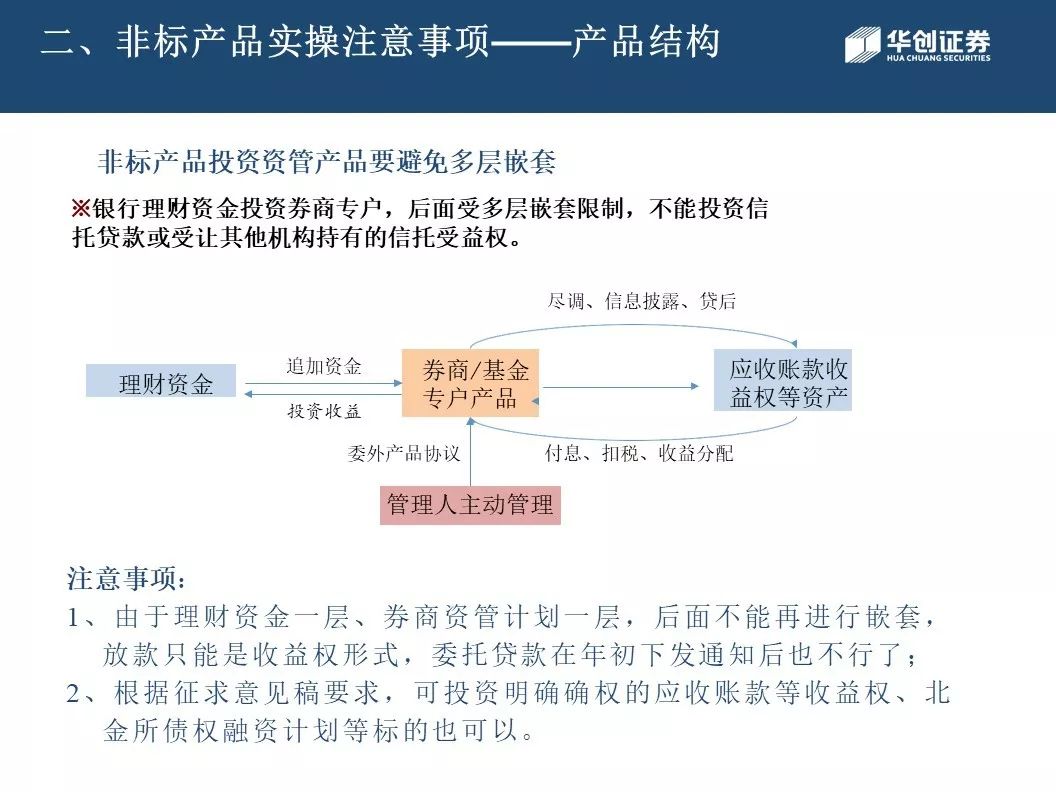 二、非标产品实操注意事项——产品结构
华创证券
HUA CHUANG SECURITIES
非标产品投资资管产品要避免多层嵌套
※银行理财资金投资券商专户，后面受多层嵌套限制，不能投资信
托贷款或受让其他机构持有的信托受益权。
尽调、信息披露、贷后
理财资金
追加资金
投资收益
券商/基金
专户产品
应收账款收
益权等资产
委外产品协议
付息、扣税、收益分配
管理人主动管理
注意事项：
1、由于理财资金一层、券商资管计划一层，后面不能再进行嵌套，
放款只能是收益权形式，委托贷款在年初下发通知后也不行了；
2、根据征求意见稿要求，可投资明确确权的应收账款等收益权、北
金所债权融资计划等标的也可以。